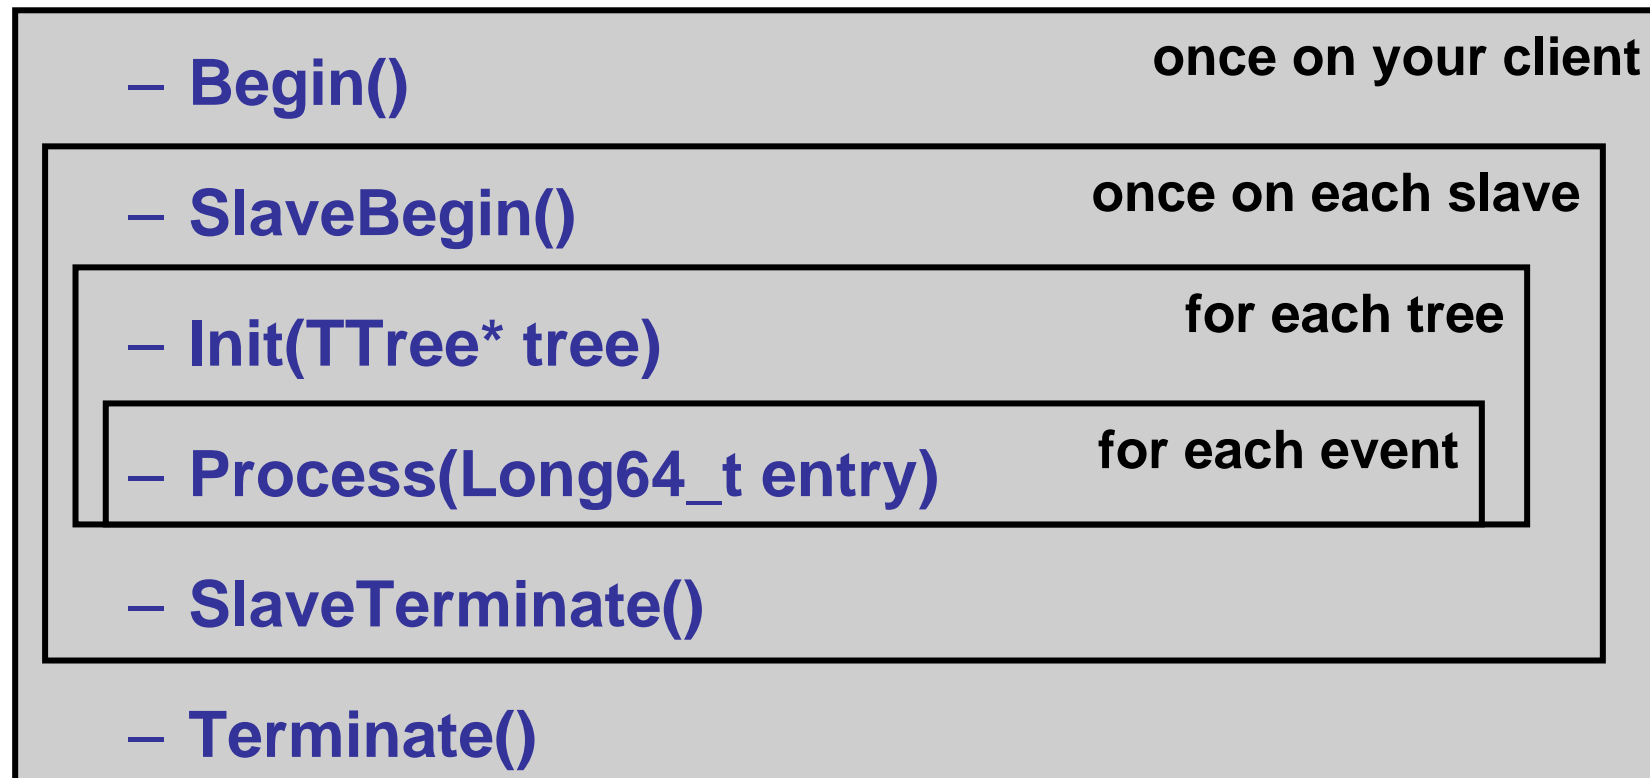 – Begin()
once on your client
– SlaveBegin()
once on each slave
– Init(TTree* tree)
for each tree
– Process(Long64_t entry)
for each event
– SlaveTerminate()
– Terminate()